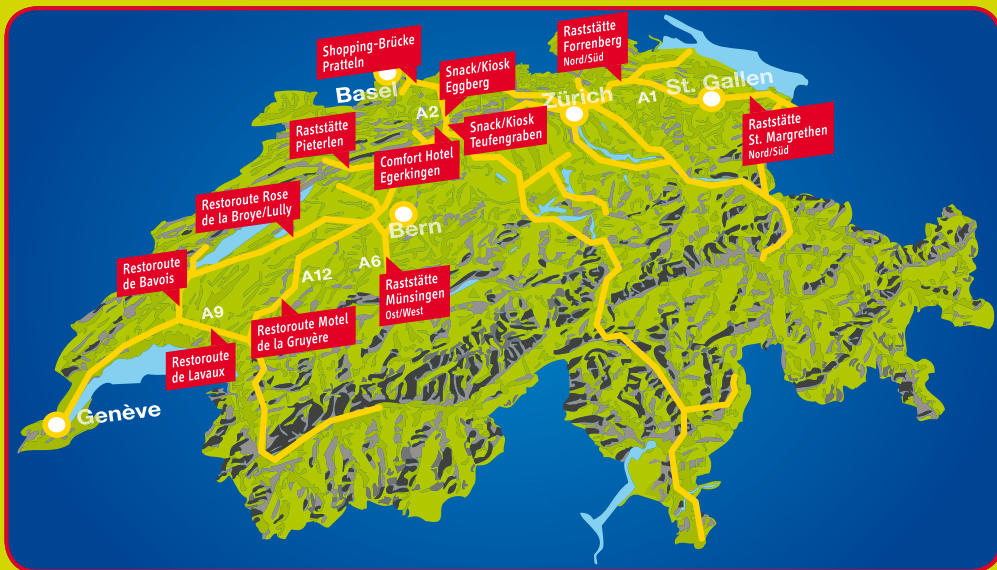 Shopping-Brücke
Pratteln
Raststätte
Forrenberg
Nord/Süd
Snack/Kiosk
Eggberg
Basel
Zürich
A1
St. Gallen
A2
Raststätte
St. Margrethen
Nord/Süd
Snack/Kiosk
Teufengraben
Raststätte
Pieterlen
Comfort Hotel
Egerkingen
Restoroute Rose
de la Broye/Lully
Bern
Restoroute
de Bavois
A6
A12
Raststätte
Münsingen
Ost/West
A9
Restoroute Motel
de la Gruyère
Restoroute
de Lavaux
Genève